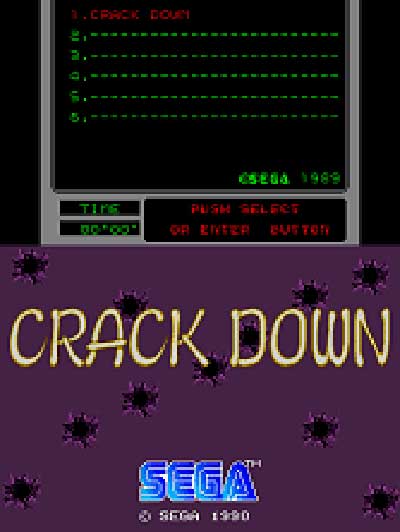 1.CRACK DOWN
2.------------------------------
3.------------------------------
4.------------------------------
5.------------------------------
6.------------------------------
©SEGA 1989
TIME
PUSH SELECT
00"00'
OR ENTER BUTTON
CRACK DOWN
SEGA™
© SEGA 1990